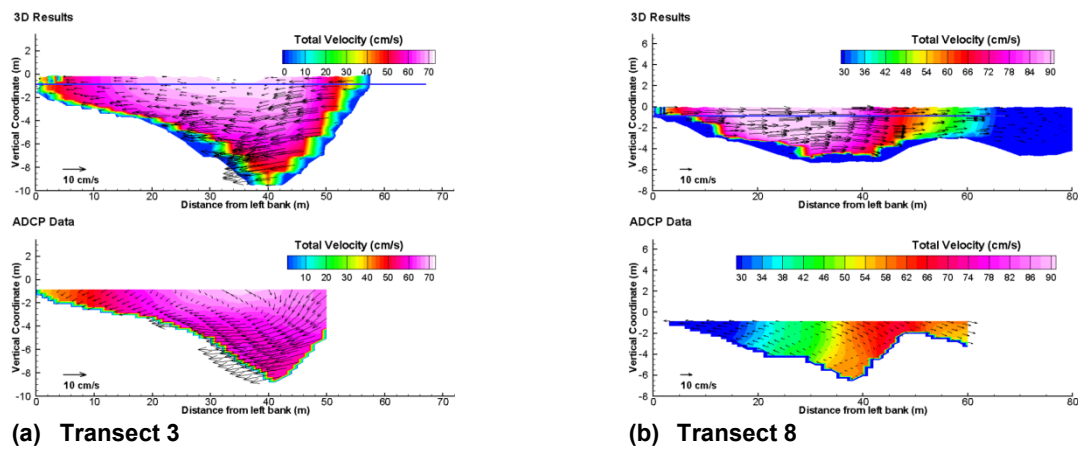 3D Results
Total Velocity (cm/s)
0 10 20 30 40 50 60 70
Vertical Coordinate (m)
2
0
-2
-4
-6
-8
-10
10 cm/s
0 10 20 30 40 50 60 70
Distance from left bank (m)
ADCP Data
Total Velocity (cm/s)
10 20 30 40 50 60 70
Vertical Coordinate (m)
2
0
-2
-4
-6
-8
-10
10 cm/s
0 10 20 30 40 50 60 70
Distance from left bank (m)
(a) Transect 3
3D Results
Total Velocity (cm/s)
30 36 42 48 54 60 66 72 78 84 90
Vertical Coordinate (m)
6
4
2
0
-2
-4
-6
-8
10 cm/s
0 20 40 60 80
Distance from left bank (m)
ADCP Data
Total Velocity (cm/s)
30 34 38 42 46 50 54 58 62 66 70 74 78 82 86 90
Vertical Coordinate (m)
6
4
2
0
-2
-4
-6
-8
10 cm/s
0 20 40 60 80
Distance from left bank (m)
(b) Transect 8